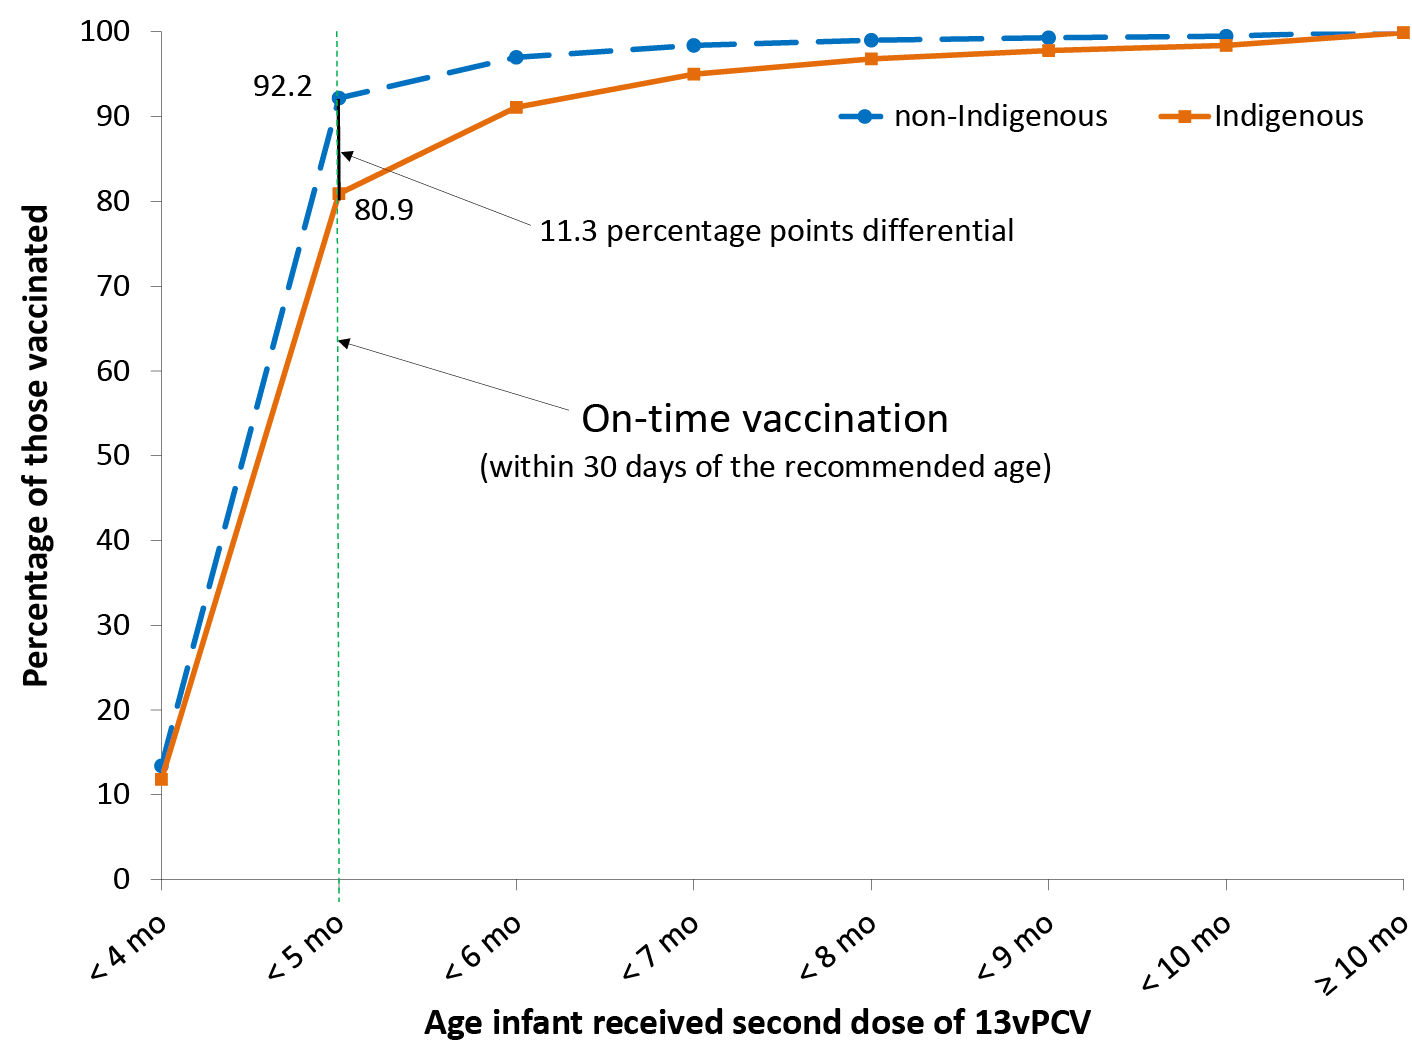 100
90
80
70
60
50
40
30
20
10
0
Percentage of those vaccinated
92.2
80.9
non-Indigenous
Indigenous
11.3 percentage points differential
On-time vaccination
(within 30 days of the recommended age)
< 4 mo
< 5 mo
< 6 mo
< 7 mo
< 8 mo
< 9 mo
< 10 mo
≥ 10 mo
Age infant received second dose of 13vPCV